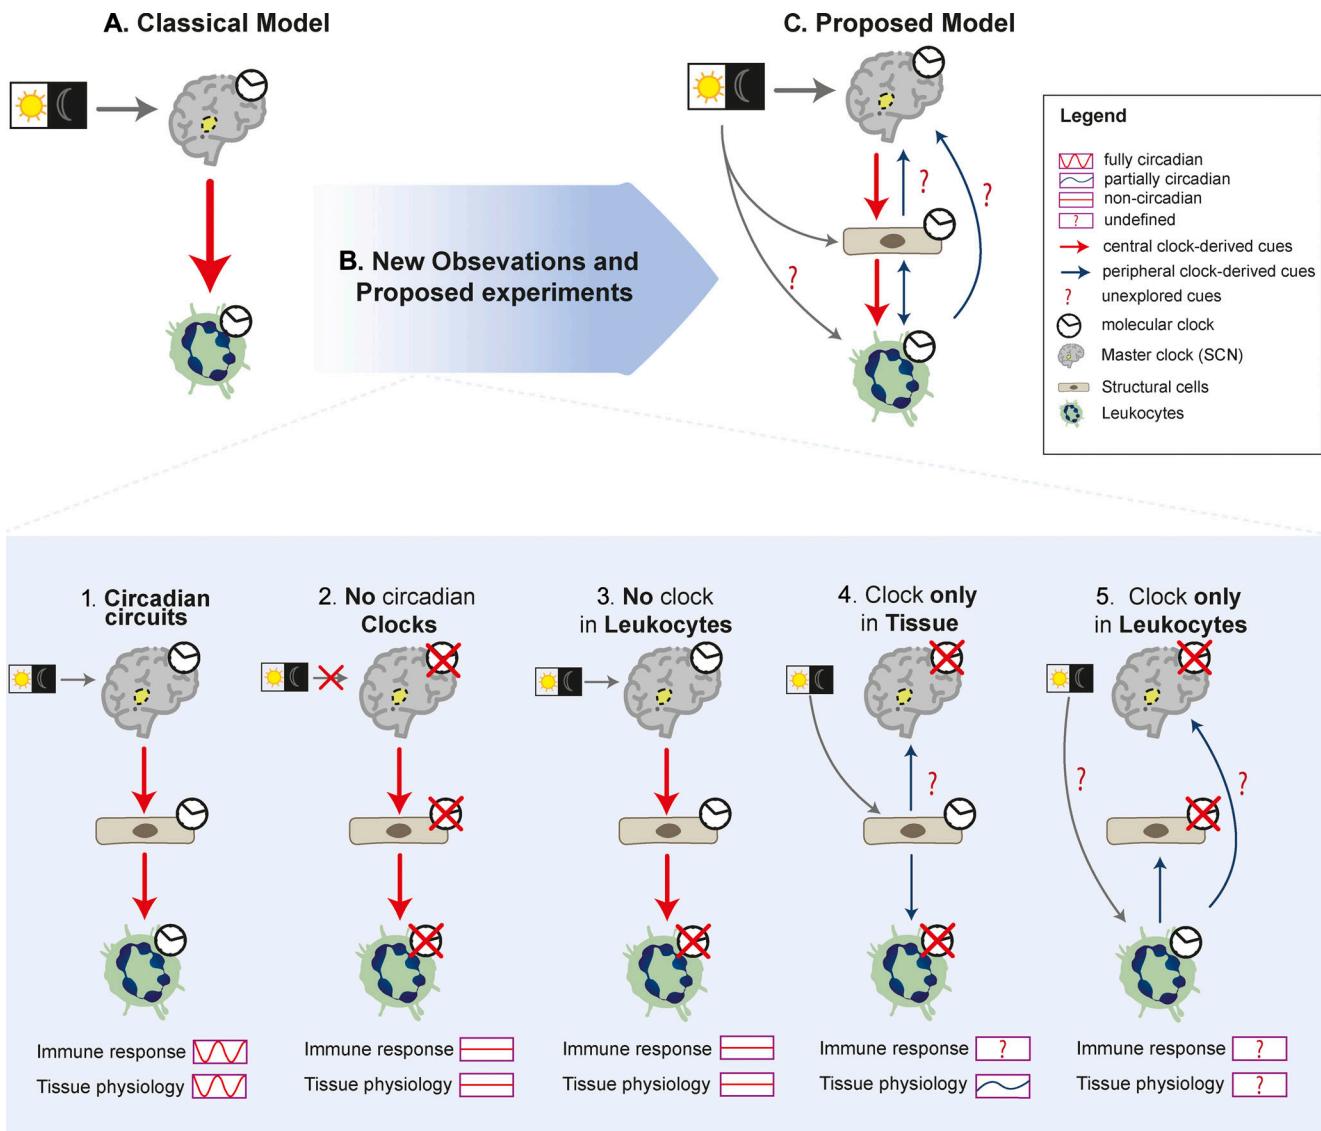 A. Classical Model
C. Proposed Model
B. New Obsevations and
Proposed experiments
?
?
?
Legend
fully circadian
partially circadian
non-circadian
? undefined
central clock-derived cues
peripheral clock-derived cues
? unexplored cues
molecular clock
Master clock (SCN)
Structural cells
Leukocytes
1. Circadian
circuits
Immune response
Tissue physiology
2. No circadian
Clocks
Immune response
Tissue physiology
3. No clock
in Leukocytes
Immune response
Tissue physiology
4. Clock only
in Tissue
?
Immune response ?
Tissue physiology
5. Clock only
in Leukocytes
?
?
Immune response ?
Tissue physiology ?